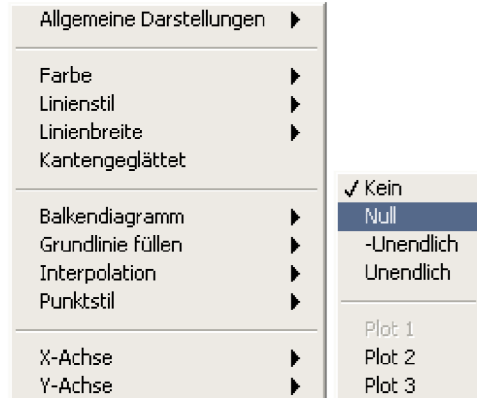 Allgemeine Darstellungen
Farbe
Linienstil
Linienbreite
Kantengeglättet
Balkendiagramm
Grundlinie füllen
Interpolation
Punktstil
X-Achse
Y-Achse
Kein
Null
-Unendlich
Unendlich
Plot 1
Plot 2
Plot 3